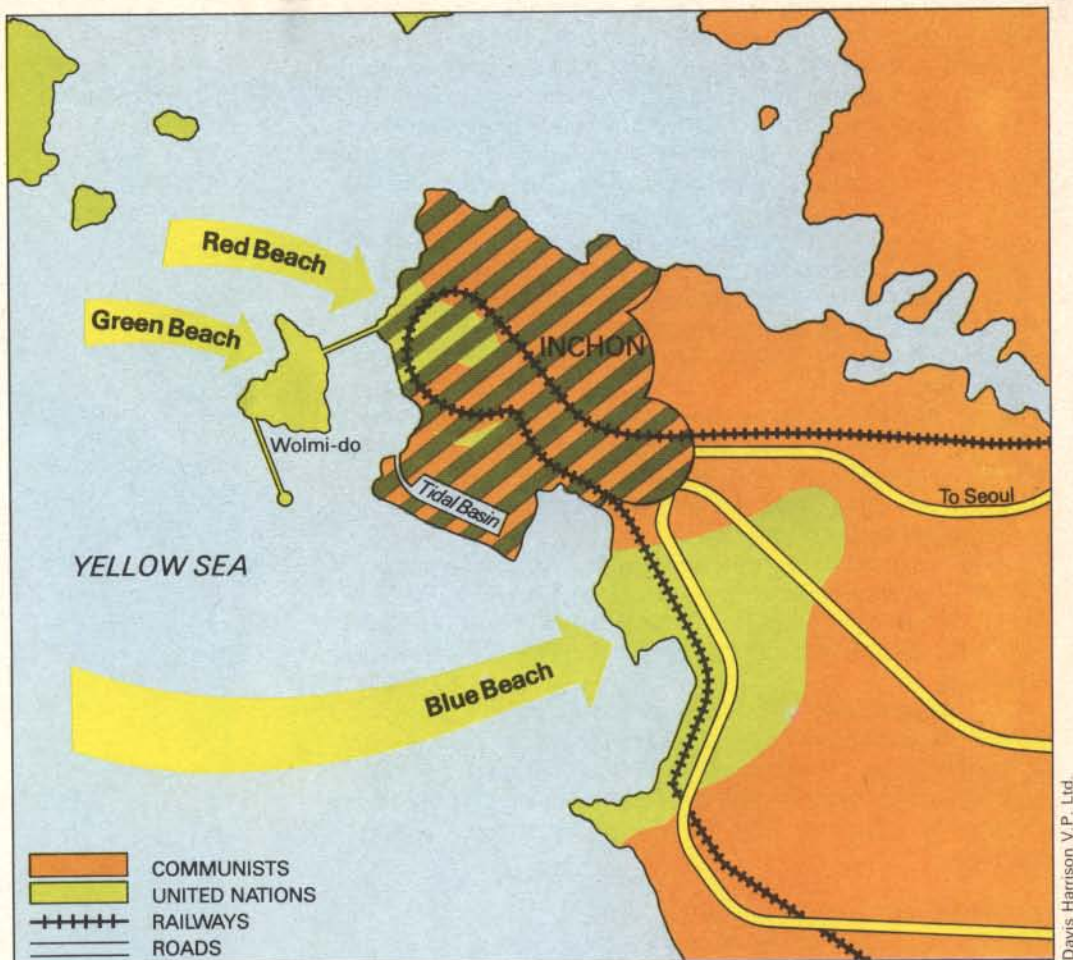 Red Beach
Green Beach
INCHON
Wolmi-do
Tidal Basin
To Seoul
YELLOW SEA
Blue Beach
COMMUNISTS
UNITED NATIONS
RAILWAYS
ROADS
Davis Harrison V.P. Ltd.